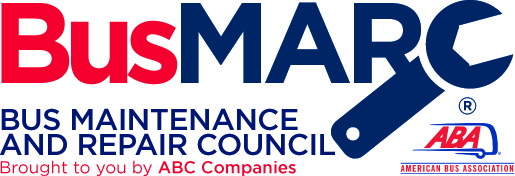 BusMARC
BUS MAINTENANCE
AND REPAIR COUNCIL
Brought to you by ABC Companies
®
ABA
AMERICAN BUS ASSOCIATION